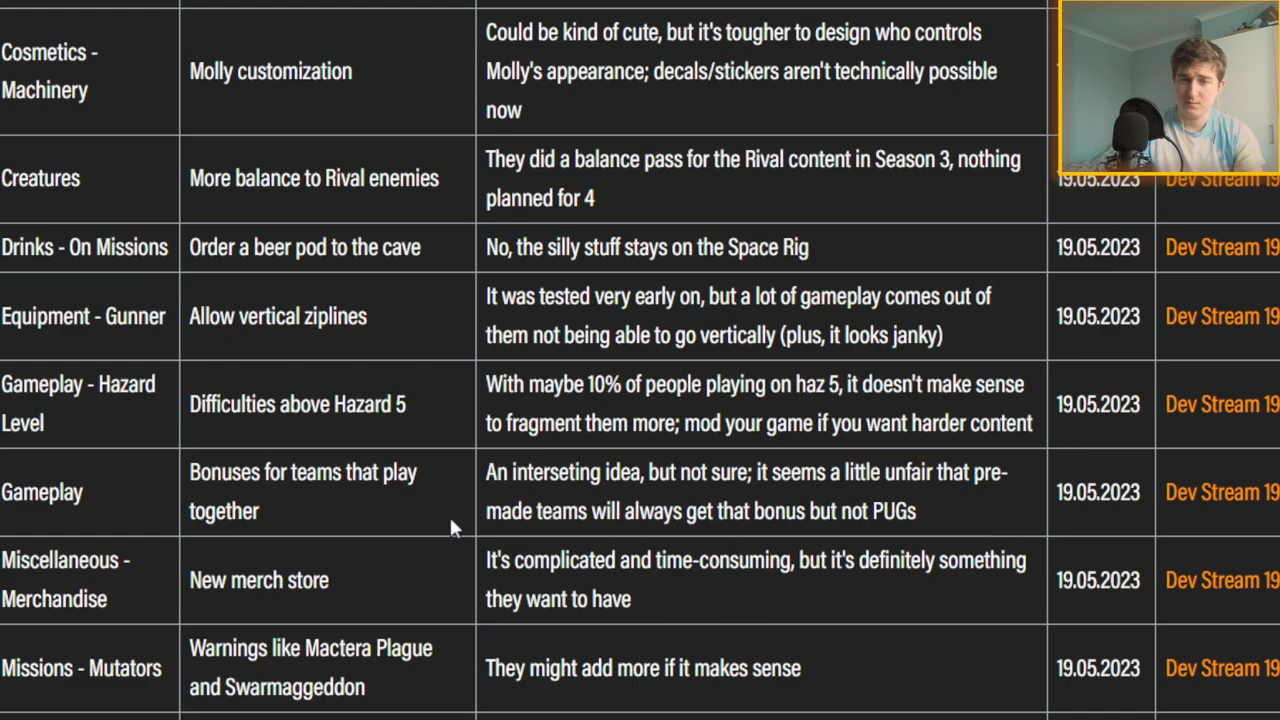 Cosmetics -
Machinery
Molly customization
Could be kind of cute, but it's tougher to design who controls
Molly's appearance; decals/stickers aren't technically possible
now
Creatures
More balance to Rival enemies
They did a balance pass for the Rival content in Season 3, nothing
planned for 4
19.05.2023
Dev Stream 19
Drinks - On Missions
Order a beer pod to the cave
No, the silly stuff stays on the Space Rig
19.05.2023
Dev Stream 19
Equipment - Gunner
Allow vertical ziplines
It was tested very early on, but a lot of gameplay comes out of
them not being able to go vertically (plus, it looks janky)
19.05.2023
Dev Stream 19
Gameplay - Hazard
Level
Difficulties above Hazard 5
With maybe 10% of people playing on haz 5, it doesn't make sense
to fragment them more; mod your game if you want harder content
19.05.2023
Dev Stream 19
Gameplay
Bonuses for teams that play
together
An interseting idea, but not sure; it seems a little unfair that pre-
made teams will always get that bonus but not PUGs
19.05.2023
Dev Stream 19
Miscellaneous -
Merchandise
New merch store
It's complicated and time-consuming, but it's definitely something
they want to have
19.05.2023
Dev Stream 19
Missions - Mutators
Warnings like Mactera Plague
and Swarmaggeddon
They might add more if it makes sense
19.05.2023
Dev Stream 19